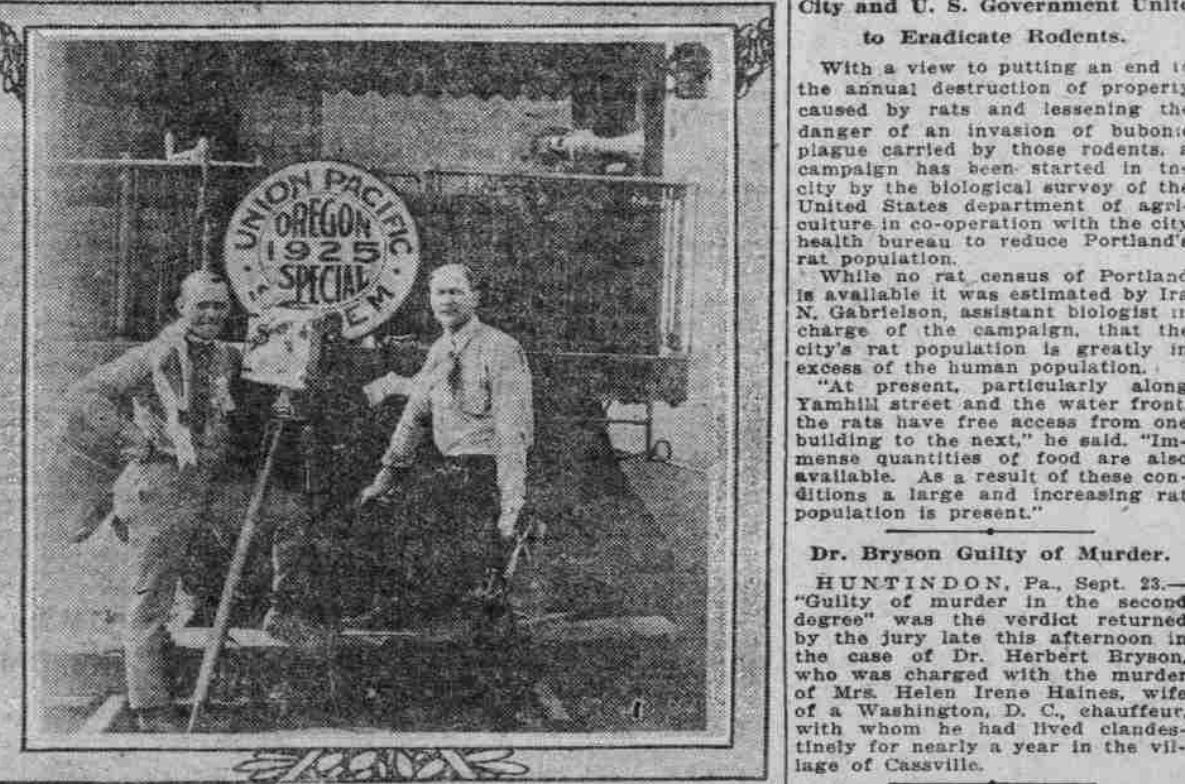 UNION PACIFIC
OREGON
1925
SPECIAL
EM
City and U. S. Government Unite
to Eradicate Rodents.
With a view to putting an end
the annual destruction of property
caused by rats and lessening the
danger of an invasion of bubonic
plague carried by those rodents, a
campaign has been started in
city by the biological survey of the
United States department of agri-
culture in co-operation with the city
health bureau to reduce Portland's
rat population.
While no rat census of Portland
is available it was estimated by Ira
N. Gabrielson, assistant biologist in
charge of the campaign, that the
city's rat population is greatly in
excess of the human population.
"At present, particularly along
Yamhill street and the water front,
the rats have free access from one
building to the next," he said. "Im-
mense quantities of food are also
available. As a result of these con-
ditions a large and increasing rat
population is present."
Dr. Bryson Guilty of Murder.
HUNTINDON, Pa., Sept. 23.—
"Guilty of murder in the second
degree" was the verdict returned
by the jury late this afternoon in
the case of Dr. Herbert Bryson,
who was charged with the murder
of Mrs. Helen Irene Haines, wife
of a Washington, D. C., chauffeur,
with whom he had lived clandes-
tinely for nearly a year in the vil-
lage of Cassville.